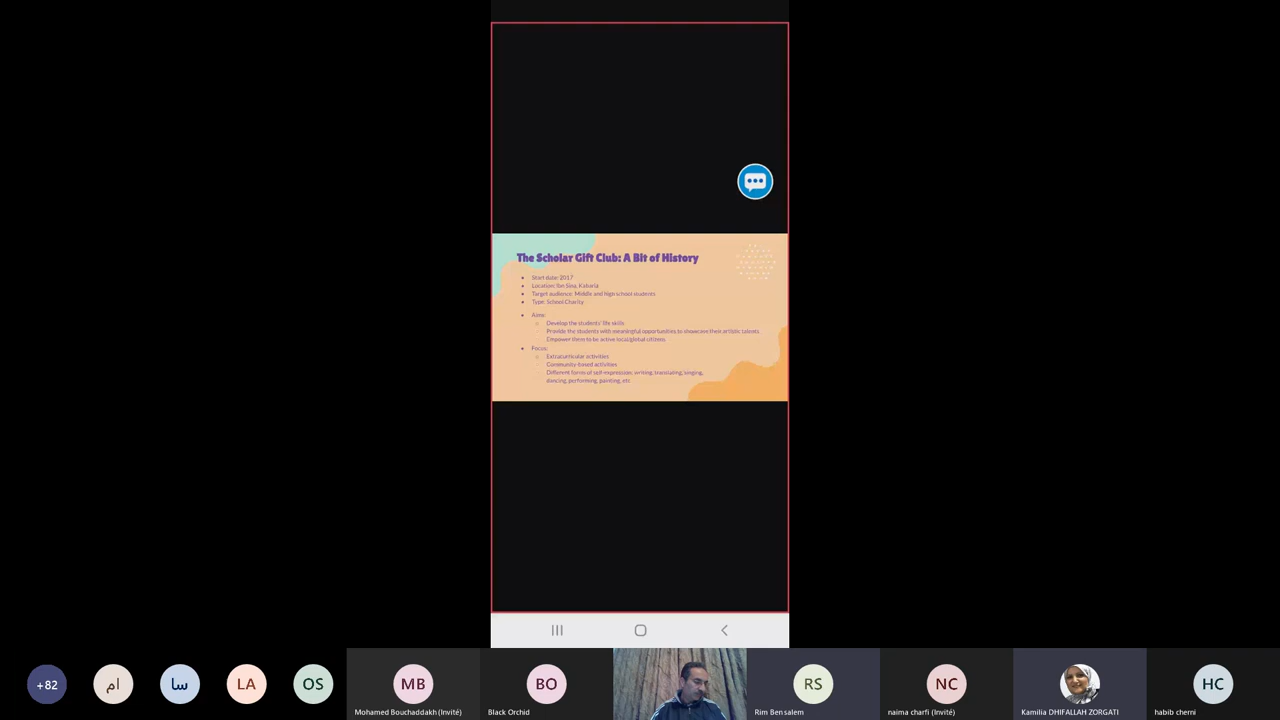 The Scholar Gift Club: A Bit of History
Start date: 2017
Location: Ibn Sina, Kabaria
Target audience: Middle and High school students
Type: School Charity
Aims:
Develop the students' life skills
Provide the students with meaningful opportunities to showcase their artistic talents
Empower them to be active local/global citizens
Focus:
Extracurricular activities
Community-based activities
Different forms of self-expression: writing, translating, singing,
dancing, performing, painting, etc
+82
ام
سا
LA
OS
MB
BO
RS
NC
HC
Mohamed Bouchaddakh (Invité)
Black Orchid
Rim Bensalem
naima charfi (Invité)
Kamilia DHIFALLAH ZORGATI
habib cherni